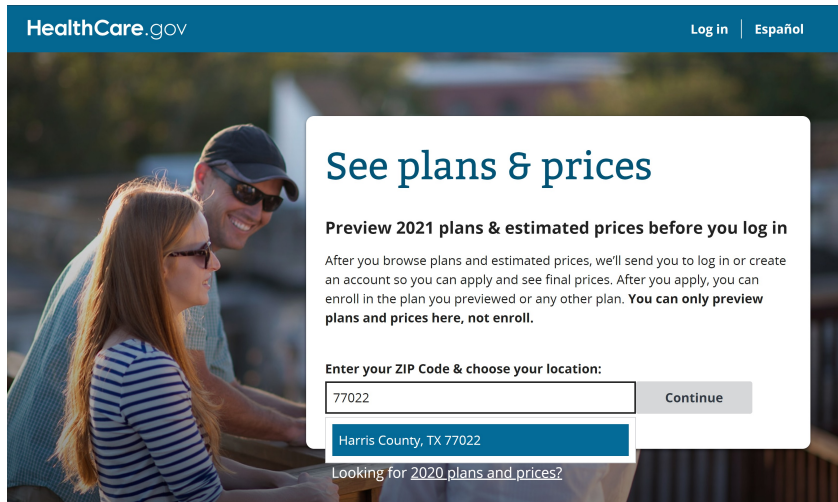 HealthCare.gov
Log in
Español
See plans & prices
Preview 2021 plans & estimated prices before you log in
After you browse plans and estimated prices, we'll send you to log in or create
an account so you can apply and see final prices. After you apply, you can
enroll in the plan you previewed or any other plan. You can only preview
plans and prices here, not enroll.
Enter your ZIP Code & choose your location:
77022
Continue
Harris County, TX 77022
Looking for 2020 plans and prices?